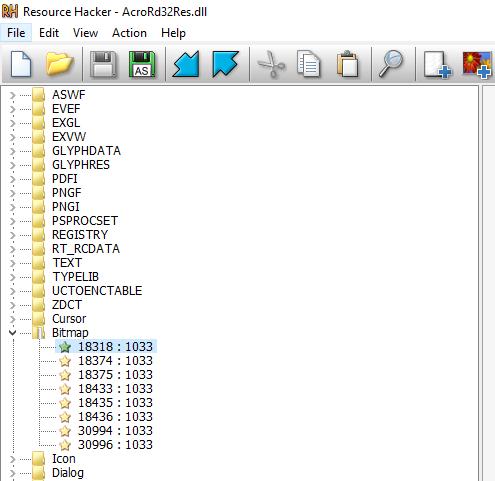 RH Resource Hacker - AcroRd32Res.dll
File Edit View Action Help
AS
ASWF
EVEF
EXGL
EXVW
GLYPHDATA
GLYPHRES
PDFI
PNGF
PNGI
PSPROCSET
REGISTRY
RT_RCDATA
TEXT
TYPELIB
UCTOENCTABLE
ZDCT
Cursor
Bitmap
18318 : 1033
18374 : 1033
18375 : 1033
18433 : 1033
18435 : 1033
18436 : 1033
30994 : 1033
30996 : 1033
Icon
Dialog